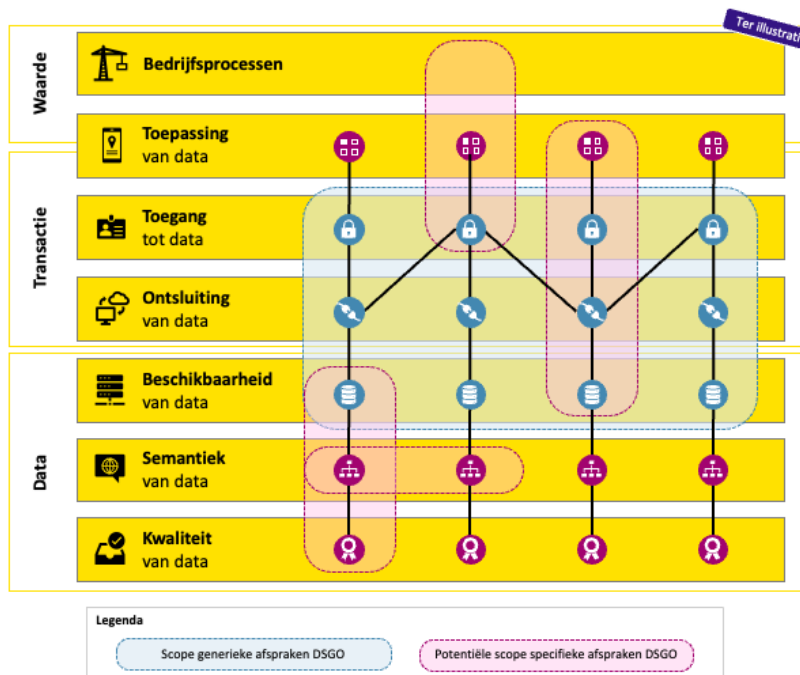 Ter illustrati
Waarde
Bedrijfsprocessen
Toepassing
van data
Transactie
Toegang
tot data
Ontsluiting
van data
Data
Beschikbaarheid
van data
Semantiek
van data
Kwaliteit
van data
Legenda
Scope generieke afspraken DSGO
Potentiële scope specifieke afspraken DSGO